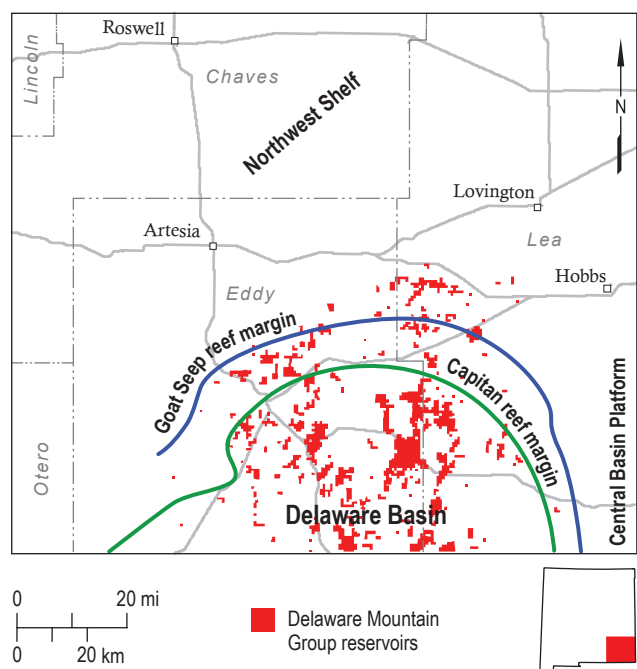 Roswell
Lincoln
Chaves
Northwest Shelf
N
Lovington
Artesia
Lea
Hobbs
Eddy
Goat Seep reef margin
Capitan reef margin
Central Basin Platform
Otero
Delaware Basin
0 20 mi
0 20 km
Delaware Mountain
Group reservoirs